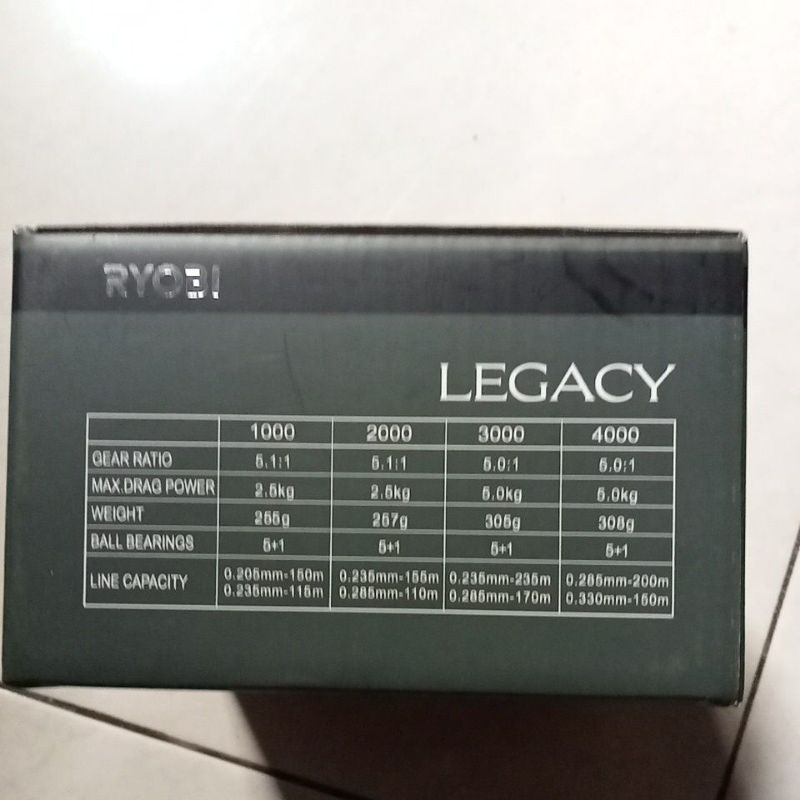 RYOBI
LEGACY
1000 2000 3000 4000
GEAR RATIO 5.1:1 5.1:1 5.0:1 5.0:1
MAX.DRAG POWER 2.5kg 2.5kg 5.0kg 5.0kg
WEIGHT 255g 257g 305g 308g
BALL BEARINGS 5+1 5+1 5+1 5+1
LINE CAPACITY 0.205mm-150m 0.235mm-155m 0.235mm-235m 0.285mm-200m
0.235mm-115m 0.285mm-110m 0.285mm-170m 0.330mm-150m